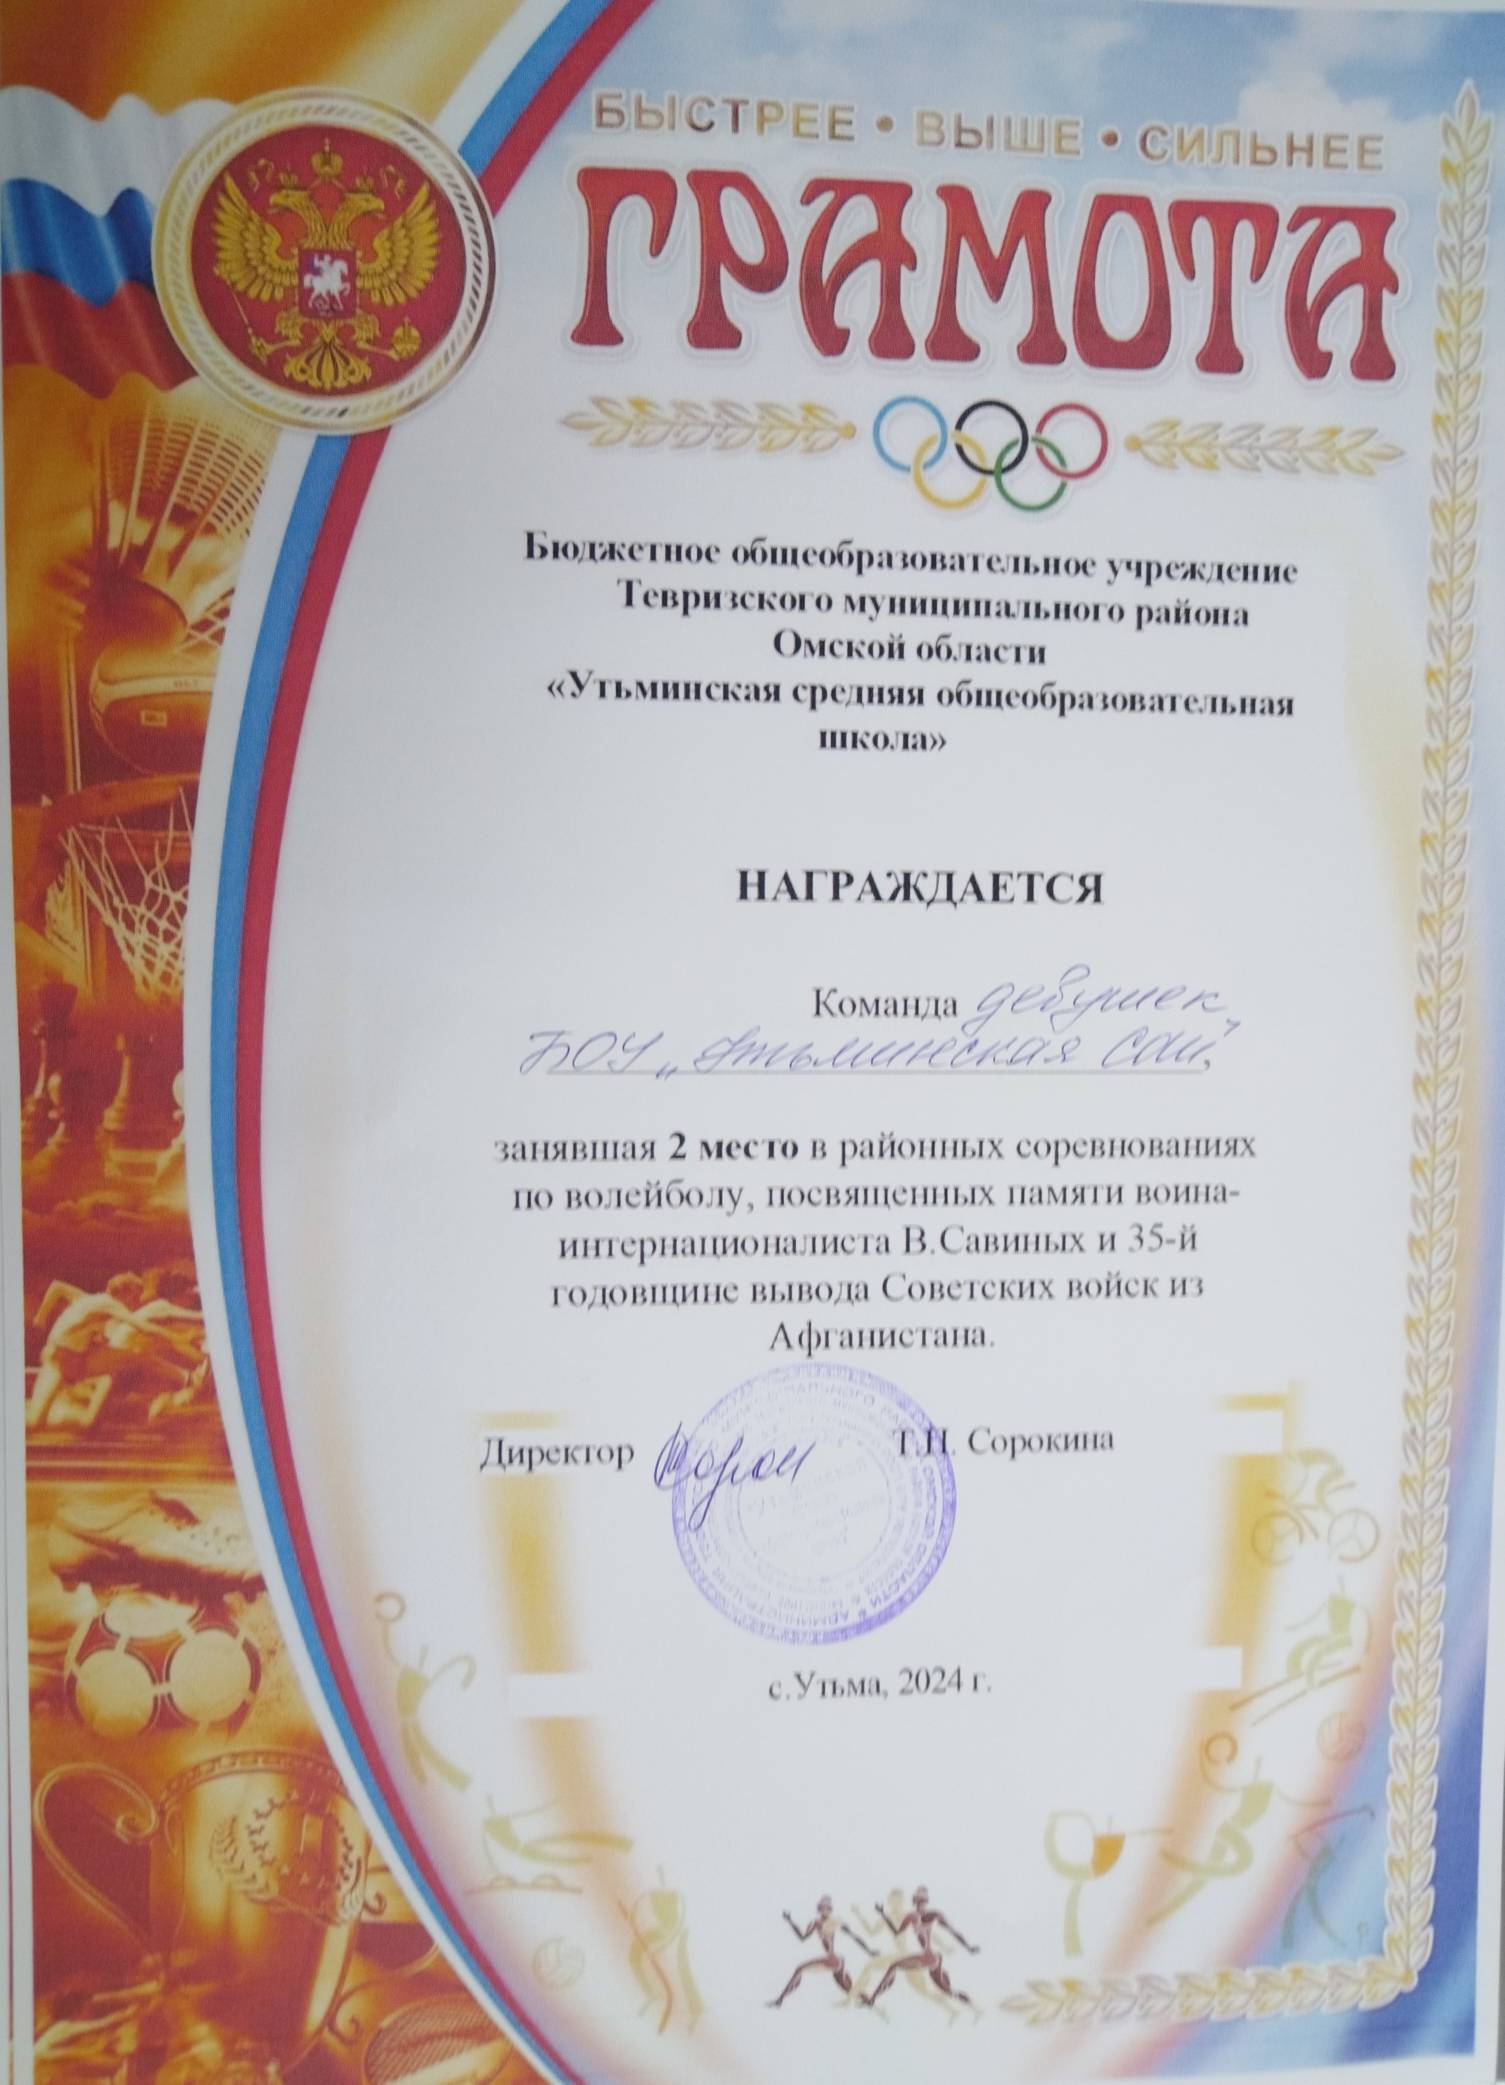 БЫСТРЕЕ • ВЫШЕ • СИЛЬНЕЕ
ГРАМОТА
Бюджетное общеобразовательное учреждение
Тевризского муниципального района
Омской области
«Утьминская средняя общеобразовательная
школа»
НАГРАЖДАЕТСЯ
Команда девушек
БОУ „Утьминская СОШ",
занявшая 2 место в районных соревнованиях
по волейболу, посвященных памяти воина-
интернационалиста В.Савиных и 35-й
годовщине вывода Советских войск из
Афганистана.
Директор Т.Н. Сорокина
с.Утьма, 2024 г.